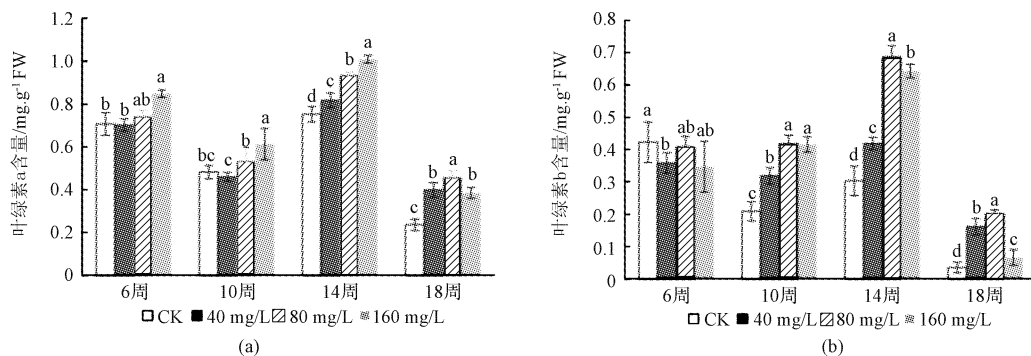 (a)
叶绿素a含量/mg.g⁻¹FW
1.2
1.0
0.8
0.6
0.4
0.2
0
b b ab a
bc c b a
d c b a
c b a b
6周 10周 14周 18周
CK 40 mg/L 80 mg/L 160 mg/L
(a)
叶绿素b含量/mg.g⁻¹FW
0.8
0.7
0.6
0.5
0.4
0.3
0.2
0.1
0
a b ab ab
c b a a
d c a b
d b a c
6周 10周 14周 18周
CK 40 mg/L 80 mg/L 160 mg/L
(b)